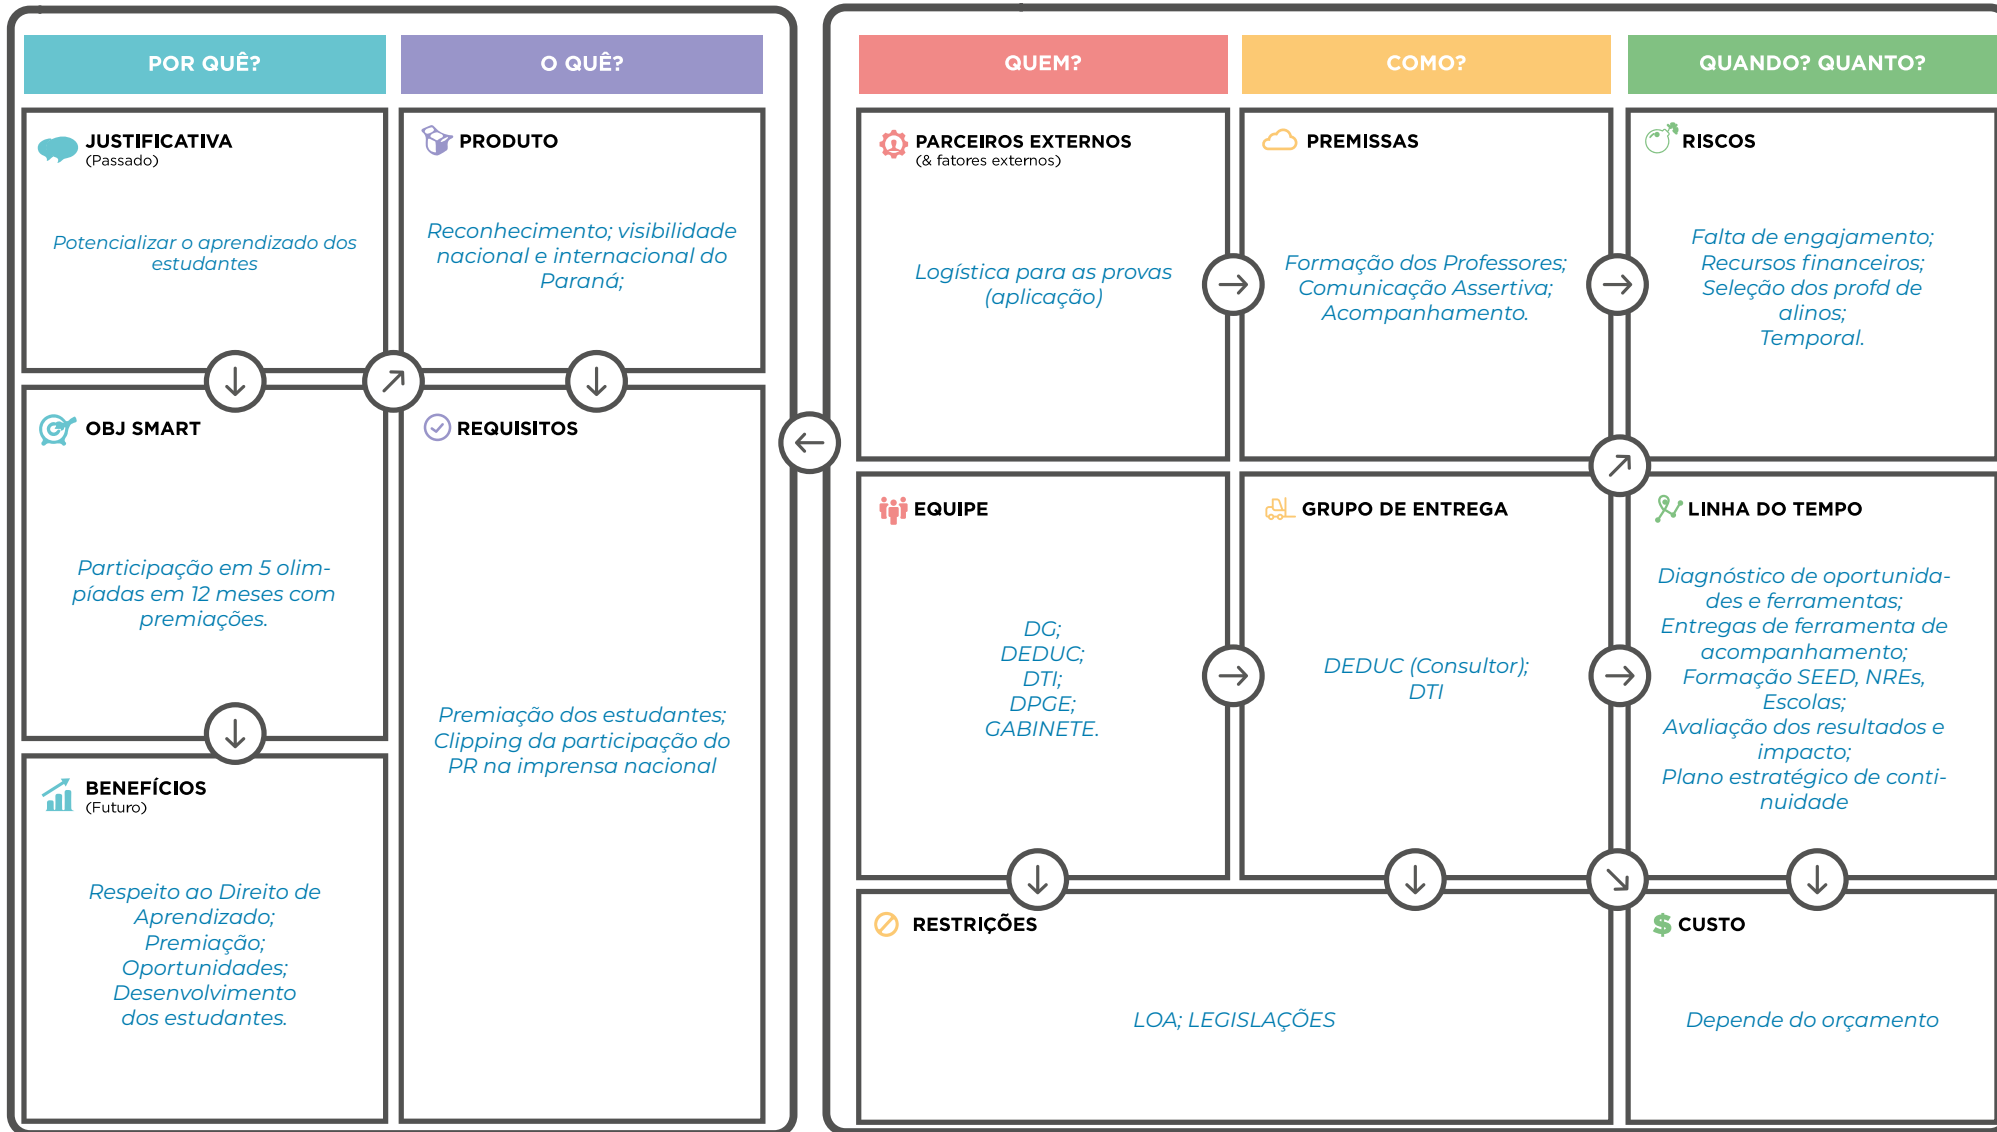 POR QUÊ?
JUSTIFICATIVA
(Passado)
Potencializar o aprendizado dos
estudantes
OBJ SMART
Participação em 5 olim-
píadas em 12 meses com
premiações.
BENEFÍCIOS
(Futuro)
Respeito ao Direito de
Aprendizado;
Premiação;
Oportunidades;
Desenvolvimento
dos estudantes.
O QUÊ?
PRODUTO
Reconhecimento; visibilidade
nacional e internacional do
Paraná;
REQUISITOS
Premiação dos estudantes;
Clipping da participação do
PR na imprensa nacional
QUEM?
PARCEIROS EXTERNOS
(& fatores externos)
Logística para as provas
(aplicação)
EQUIPE
DG;
DEDUC;
DTI;
DPGE;
GABINETE.
COMO?
PREMISSAS
Formação dos Professores;
Comunicação Assertiva;
Acompanhamento.
GRUPO DE ENTREGA
DEDUC (Consultor);
DTI
RESTRIÇÕES
LOA; LEGISLAÇÕES
QUANDO? QUANTO?
RISCOS
Falta de engajamento;
Recursos financeiros;
Seleção dos profd de
alinos;
Temporal.
LINHA DO TEMPO
Diagnóstico de oportunida-
des e ferramentas;
Entregas de ferramenta de
acompanhamento;
Formação SEED, NREs,
Escolas;
Avaliação dos resultados e
impacto;
Plano estratégico de conti-
nuidade
$ CUSTO
Depende do orçamento